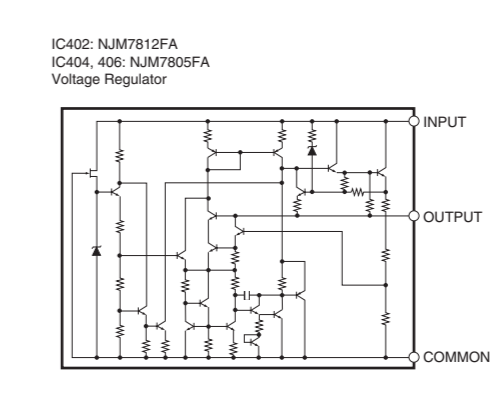 IC402: NJM7812FA
IC404, 406: NJM7805FA
Voltage Regulator
INPUT
OUTPUT
COMMON